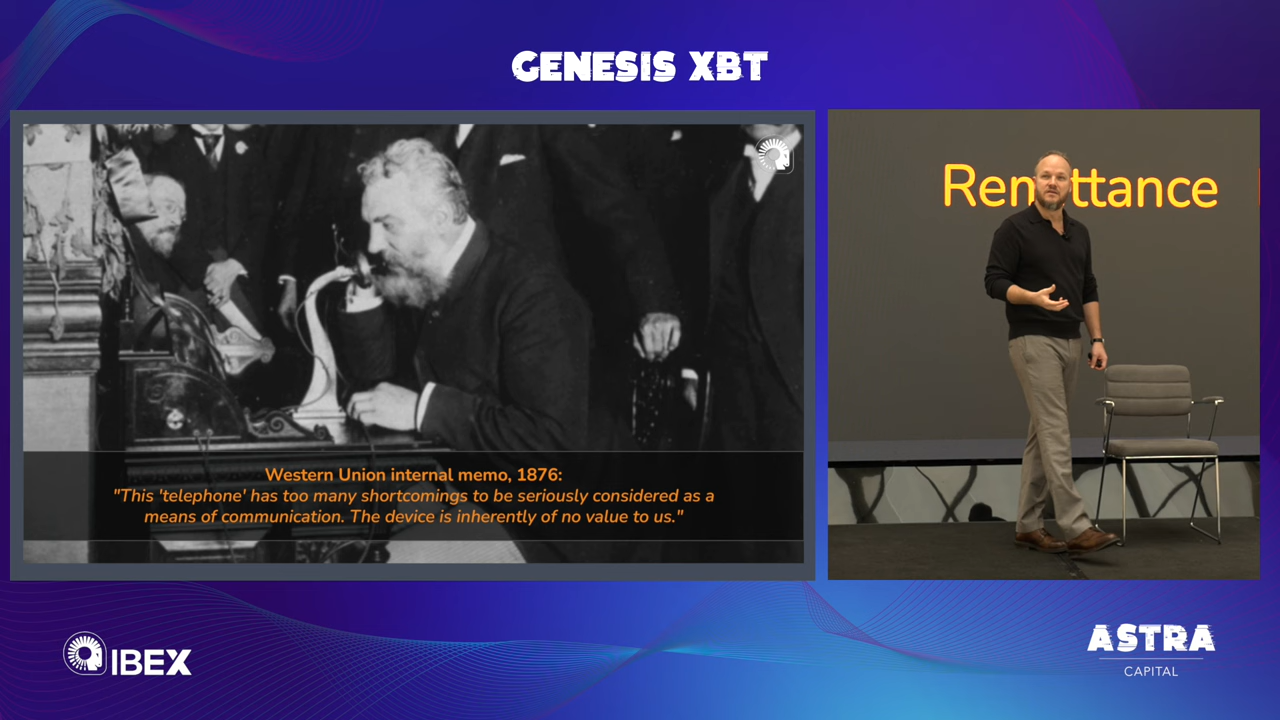 GENESIS XBT
Western Union internal memo, 1876:
"This 'telephone' has too many shortcomings to be seriously considered as a
means of communication. The device is inherently of no value to us."
Remittance
IBEX
ASTRA
CAPITAL